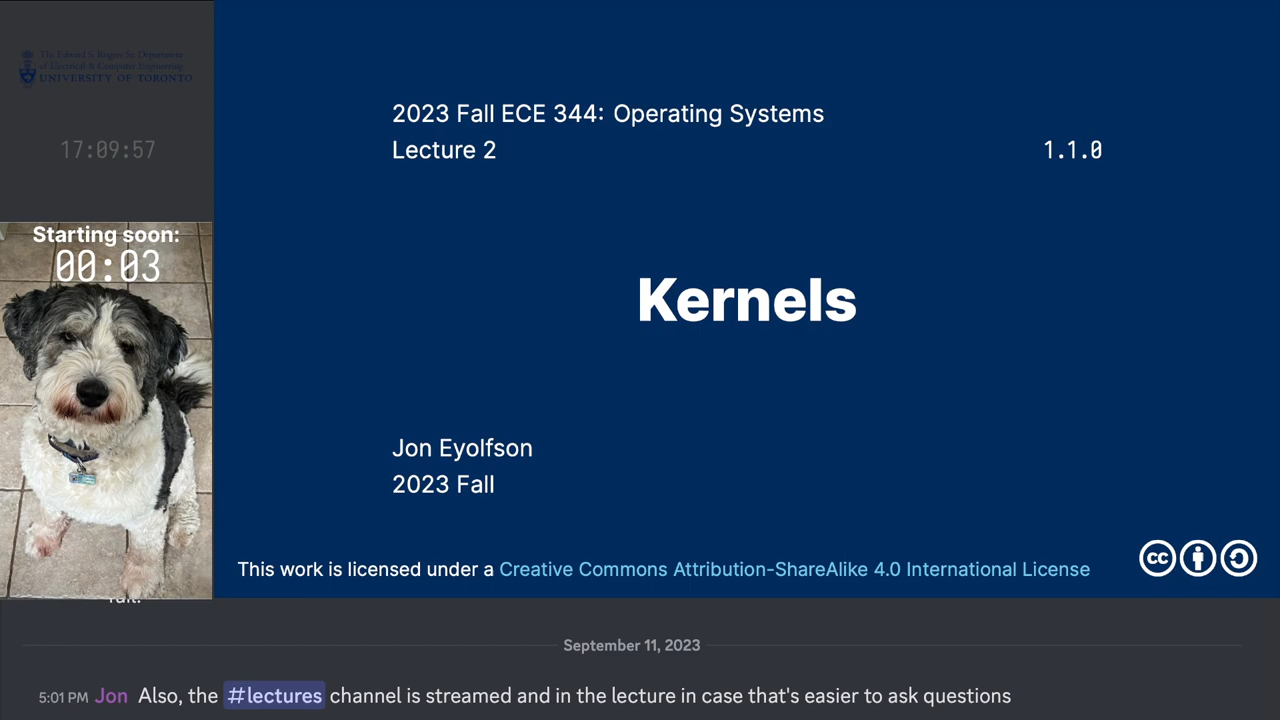 The Edward S. Rogers Sr. Department
of Electrical & Computer Engineering
UNIVERSITY OF TORONTO
17:09:57
Starting soon:
00:03
2023 Fall ECE 344: Operating Systems
Lecture 2
1.1.0
Kernels
Jon Eyolfson
2023 Fall
This work is licensed under a Creative Commons Attribution-ShareAlike 4.0 International License
cc
September 11, 2023
5:01 PM Jon Also, the #lectures channel is streamed and in the lecture in case that's easier to ask questions